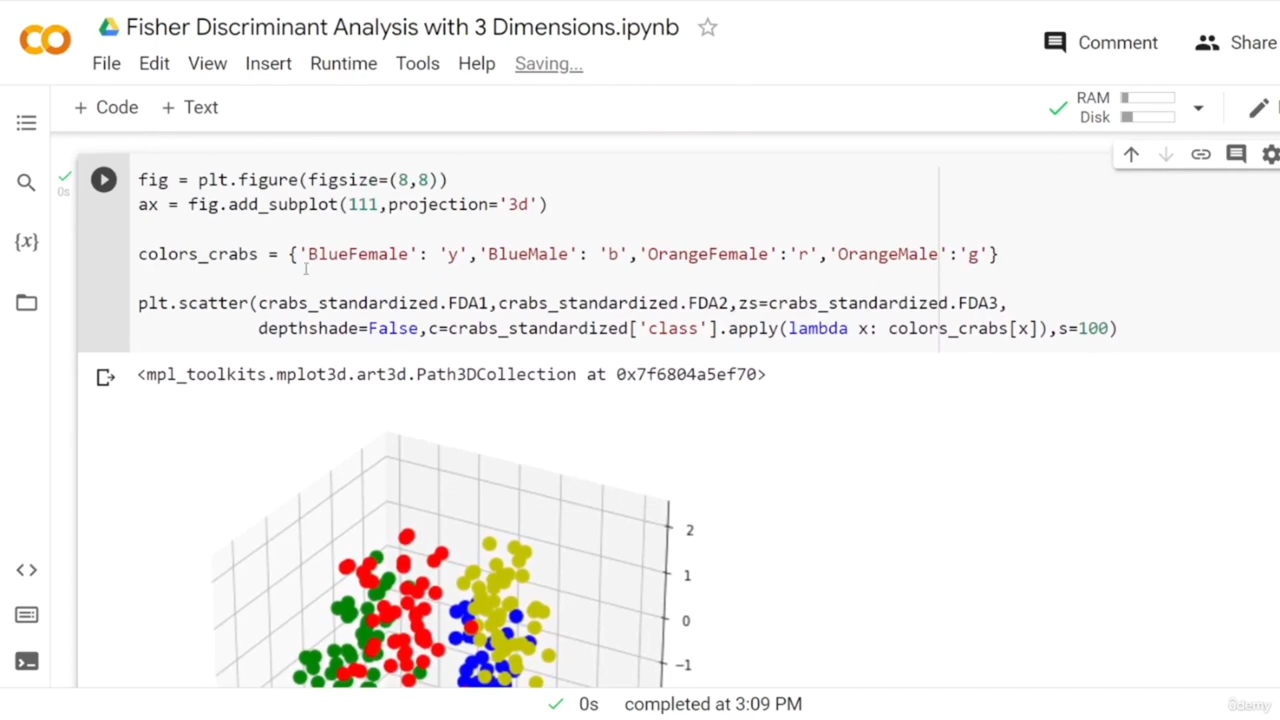 Fisher Discriminant Analysis with 3 Dimensions.ipynb
Comment
Share
File Edit View Insert Runtime Tools Help Saving...
+ Code + Text
RAM
Disk
{x}
0s
fig = plt.figure(figsize=(8,8))
ax = fig.add_subplot(111,projection='3d')
colors_crabs = {'BlueFemale': 'y','BlueMale': 'b','OrangeFemale':'r','OrangeMale':'g'}
plt.scatter(crabs_standardized.FDA1,crabs_standardized.FDA2,zs=crabs_standardized.FDA3,
depthshade=False,c=crabs_standardized['class'].apply(lambda x: colors_crabs[x]),s=100)
<mpl_toolkits.mplot3d.art3d.Path3DCollection at 0x7f6804a5ef70>
2
1
0
−1
0s completed at 3:09 PM
ûdemy